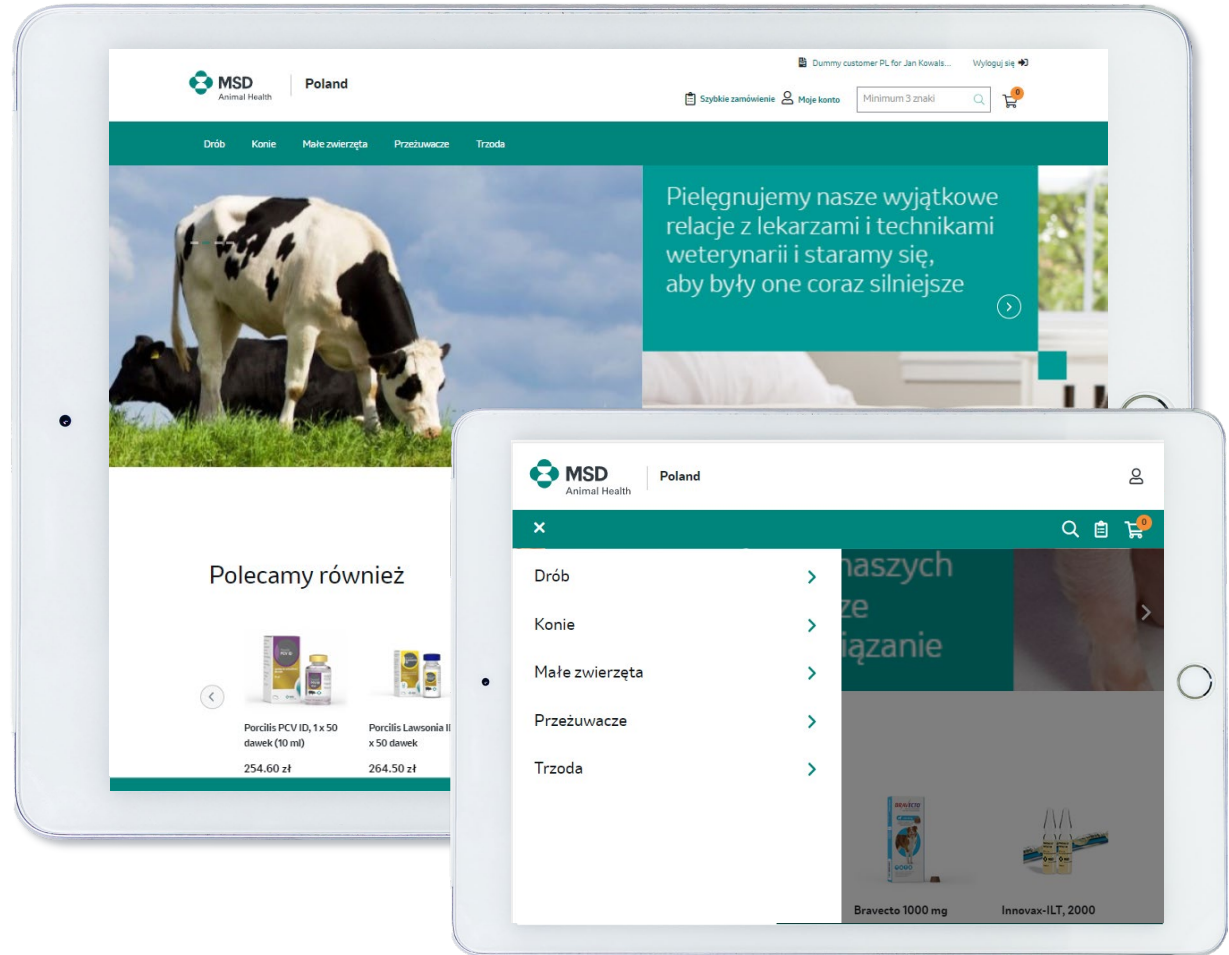 MSD
Animal Health
Poland
Dummy customer PL for Jan Kowals...
Wyloguj się
Szybkie zamówienie
Moje konto
Minimum 3 znaki
0
Drób
Konie
Małe zwierzęta
Przeżuwacze
Trzoda
Pielęgnujemy nasze wyjątkowe
relacje z lekarzami i technikami
weterynarii i staramy się,
aby były one coraz silniejsze
Polecamy również
Porcilis PCV ID, 1 x 50
dawek (10 ml)
254.60 zł
Porcilis Lawsonia
x 50 dawek
264.50 zł
MSD
Animal Health
Poland
0
Drób
Konie
Małe zwierzęta
Przeżuwacze
Trzoda
naszych
ze
iązanie
BRAVECTO
Bravecto 1000 mg
Innovax-ILT, 2000